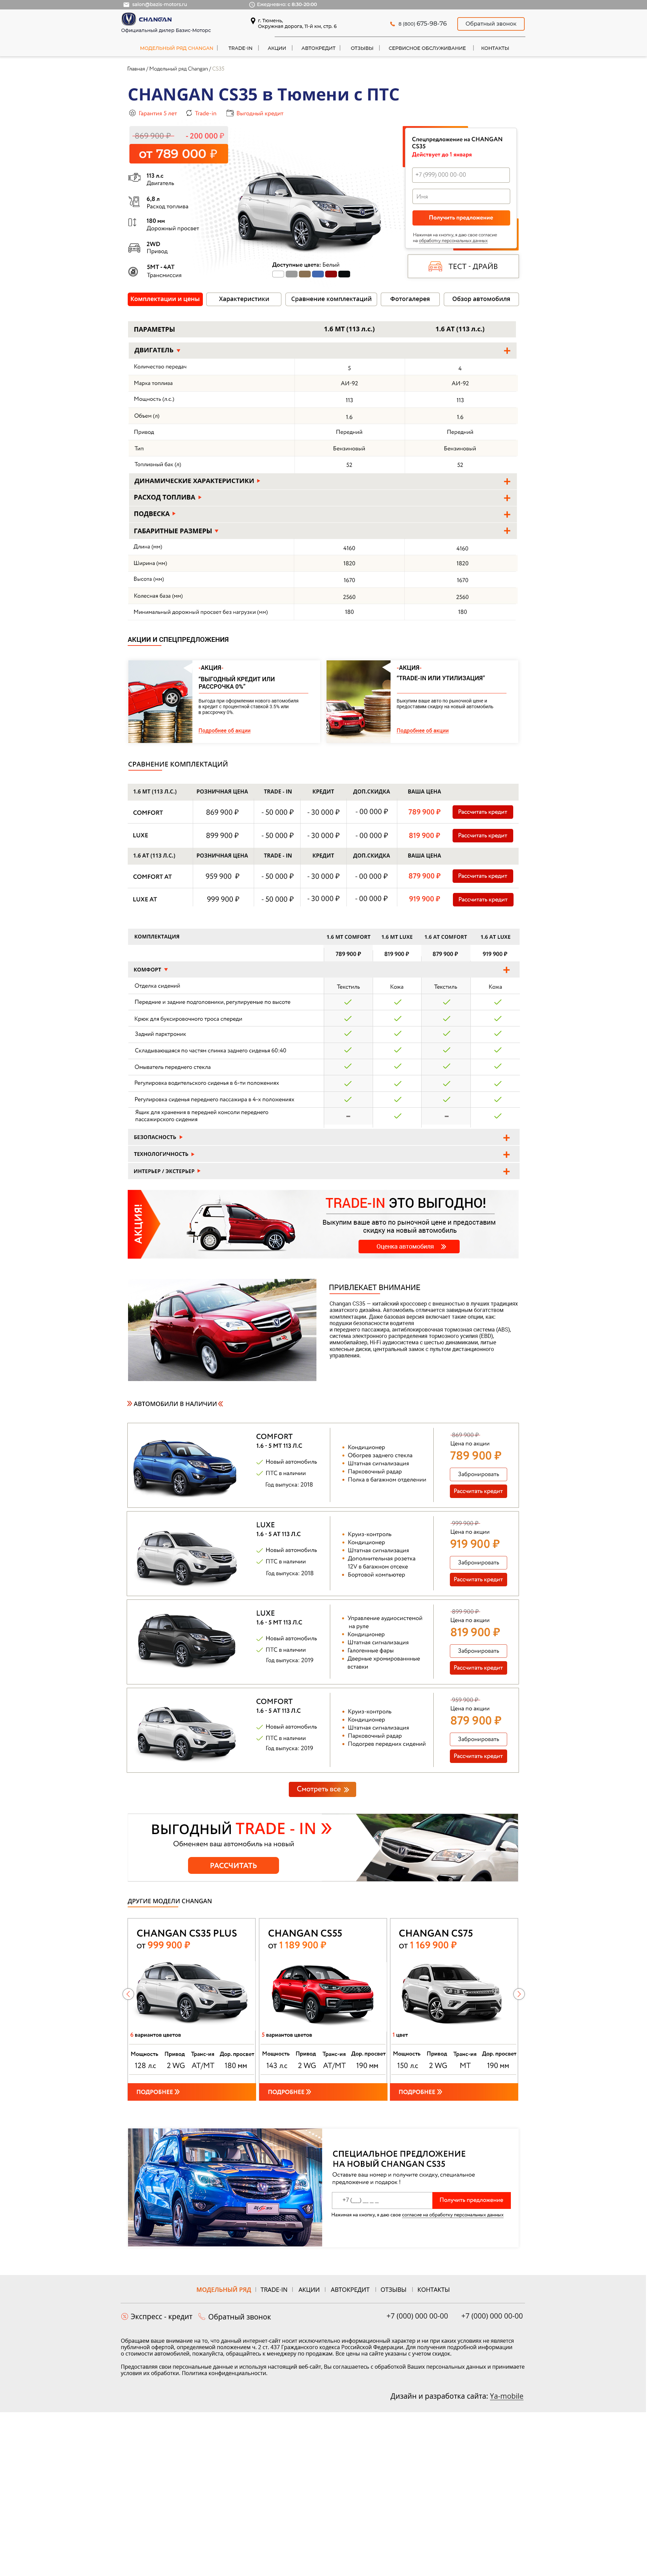 salon@basix-motors.ru
Ежедневно: с 8:30-20:00
CHANGAN
Официальный дилер Вазис-Моторс
г. Тюмень,
Окружная дорога, 11-й км, стр. 6
8 (800) 675-98-76
Обратный звонок
МОДЕЛЬНЫЙ РЯД CHANGAN | TRADE-IN | АКЦИИ | АВТОКРЕДИТ | ОТЗЫВЫ | СЕРВИСНОЕ ОБСЛУЖИВАНИЕ | КОНТАКТЫ
Главная / Модельный ряд Changan / CS35
CHANGAN CS35 в Тюмени с ПТС
Гарантия 5 лет Trade-in Выгодный кредит
869 900 ₽ - 200 000 ₽
от 789 000 ₽
113 л.с
Двигатель
6,8 л
Расход топлива
180 мм
Дорожный просвет
2WD
Привод
5МТ - 4АТ
Трансмиссия
Доступные цвета: Белый
Спецпредложение на CHANGAN
CS35
Действует до 1 января
+7 (999) 000 00-00
Имя
Получить предложение
Нажимая на кнопку, я даю свое согласие
на обработку персональных данных
ТЕСТ - ДРАЙВ
Комплектации и цены Характеристики Сравнение комплектаций Фотогалерея Обзор автомобиля
ПАРАМЕТРЫ 1.6 МТ (113 л.с.) 1.6 АТ (113 л.с.)
ДВИГАТЕЛЬ
Количество передач 5 4
Марка топлива АИ-92 АИ-92
Мощность (л.с.) 113 113
Объем (л) 1.6 1.6
Привод Передний Передний
Тип Бензиновый Бензиновый
Топливный бак (л) 52 52
ДИНАМИЧЕСКИЕ ХАРАКТЕРИСТИКИ
РАСХОД ТОПЛИВА
ПОДВЕСКА
ГАБАРИТНЫЕ РАЗМЕРЫ
Длина (мм) 4160 4160
Ширина (мм) 1820 1820
Высота (мм) 1670 1670
Колесная база (мм) 2560 2560
Минимальный дорожный просвет без нагрузки (мм) 180 180
АКЦИИ И СПЕЦПРЕДЛОЖЕНИЯ
-АКЦИЯ-
"ВЫГОДНЫЙ КРЕДИТ ИЛИ
РАССРОЧКА 0%"
Выгода при оформлении нового автомобиля
в кредит с процентной ставкой 3.5% или
в рассрочку 0%.
Подробнее об акции
-АКЦИЯ-
"TRADE-IN ИЛИ УТИЛИЗАЦИЯ"
Выкупим ваше авто по рыночной цене и
предоставим скидку на новый автомобиль
Подробнее об акции
СРАВНЕНИЕ КОМПЛЕКТАЦИЙ
1.6 МТ (113 Л.С.) РОЗНИЧНАЯ ЦЕНА TRADE - IN КРЕДИТ ДОП.СКИДКА ВАША ЦЕНА
COMFORT 869 900 ₽ - 50 000 ₽ - 30 000 ₽ - 00 000 ₽ 789 900 ₽ Рассчитать кредит
LUXE 899 900 ₽ - 50 000 ₽ - 30 000 ₽ - 00 000 ₽ 819 900 ₽ Рассчитать кредит
1.6 АТ (113 Л.С.) РОЗНИЧНАЯ ЦЕНА TRADE - IN КРЕДИТ ДОП.СКИДКА ВАША ЦЕНА
COMFORT AT 959 900 ₽ - 50 000 ₽ - 30 000 ₽ - 00 000 ₽ 879 900 ₽ Рассчитать кредит
LUXE AT 999 900 ₽ - 50 000 ₽ - 30 000 ₽ - 00 000 ₽ 919 900 ₽ Рассчитать кредит
КОМПЛЕКТАЦИЯ 1.6 MT COMFORT 1.6 MT LUXE 1.6 AT COMFORT 1.6 AT LUXE
789 900 ₽ 819 900 ₽ 879 900 ₽ 919 900 ₽
КОМФОРТ
Отделка сидений Текстиль Кожа Текстиль Кожа
Передние и задние подголовники, регулируемые по высоте
Крюк для буксировочного троса спереди
Задний парктроник
Складывающаяся по частям спинка заднего сиденья 60:40
Омыватель переднего стекла
Регулировка водительского сиденья в 6-ти положениях
Регулировка сиденья переднего пассажира в 4-х положениях
Ящик для хранения в передней консоли переднего
пассажирского сидения
БЕЗОПАСНОСТЬ
ТЕХНОЛОГИЧНОСТЬ
ИНТЕРЬЕР / ЭКСТЕРЬЕР
АКЦИЯ!
TRADE-IN ЭТО ВЫГОДНО!
Выкупим ваше авто по рыночной цене и предоставим
скидку на новый автомобиль
Оценка автомобиля
ПРИВЛЕКАЕТ ВНИМАНИЕ
Changan CS35 — китайский кроссовер с внешностью в лучших традициях
азиатского дизайна. Автомобиль отличается завидным объемом
комплектации. Даже базовая версия включает такие опции, как:
подушки безопасности водителя
и переднего пассажира, антиблокировочная тормозная система (ABS),
система электронного распределения тормозного усилия (EBD),
иммобилайзер, Hi-Fi аудиосистема с шестью динамиками, литые
колесные диски, центральный замок с пультом дистанционного
управления.
АВТОМОБИЛИ В НАЛИЧИИ
COMFORT
1.6 - 5 МТ 113 Л.С
Новый автомобиль
ПТС в наличии
Год выпуска: 2018
Кондиционер
Обогрев заднего стекла
Штатная сигнализация
Парковочный радар
Полка в багажном отделении
869 900 ₽
Цена по акции
789 900 ₽
Забронировать
Рассчитать кредит
LUXE
1.6 - 5 АТ 113 Л.С
Новый автомобиль
ПТС в наличии
Год выпуска: 2018
Круиз-контроль
Кондиционер
Штатная сигнализация
Дополнительная розетка
12V в багажном отсеке
Бортовой компьютер
999 900 ₽
Цена по акции
919 900 ₽
Забронировать
Рассчитать кредит
LUXE
1.6 - 5 МТ 113 Л.С
Новый автомобиль
ПТС в наличии
Год выпуска: 2019
Управление аудиосистемой
на руле
Кондиционер
Штатная сигнализация
Галогенные фары
Дверные хромированнные
вставки
899 900 ₽
Цена по акции
819 900 ₽
Забронировать
Рассчитать кредит
COMFORT
1.6 - 5 АТ 113 Л.С
Новый автомобиль
ПТС в наличии
Год выпуска: 2019
Круиз-контроль
Кондиционер
Штатная сигнализация
Парковочный радар
Подогрев передних сидений
959 900 ₽
Цена по акции
879 900 ₽
Забронировать
Рассчитать кредит
Смотреть все
ВЫГОДНЫЙ TRADE - IN
Обменяем ваш автомобиль на новый
РАССЧИТАТЬ
ДРУГИЕ МОДЕЛИ CHANGAN
CHANGAN CS35 PLUS
от 999 900 ₽
6 вариантов цветов
Мощность Привод Транс-ия Дор. просвет
128 л.с 2 WG AT/MT 180 мм
ПОДРОБНЕЕ
CHANGAN CS55
от 1 189 900 ₽
5 вариантов цветов
Мощность Привод Транс-ия Дор. просвет
143 л.с 2 WG AT/MT 190 мм
ПОДРОБНЕЕ
CHANGAN CS75
от 1 169 900 ₽
1 цвет
Мощность Привод Транс-ия Дор. просвет
150 л.с 2 WG MT 190 мм
ПОДРОБНЕЕ
СПЕЦИАЛЬНОЕ ПРЕДЛОЖЕНИЕ
НА НОВЫЙ CHANGAN CS35
Оставьте ваш номер и получите скидку, специальное
предложение и подарок !
+7 (__) __ _ _
Получить предложение
Нажимая на кнопку, я даю свое согласие на обработку персональных данных
МОДЕЛЬНЫЙ РЯД | TRADE-IN | АКЦИИ | АВТОКРЕДИТ | ОТЗЫВЫ | КОНТАКТЫ
Экспресс - кредит Обратный звонок +7 (000) 000 00-00 +7 (000) 000 00-00
Обращаем ваше внимание на то, что данный интернет-сайт носит исключительно информационный характер и ни при каких условиях не является
публичной офертой, определяемой положением ч. 2 ст. 437 Гражданского кодекса Российской Федерации. Для получения подробной информации
о стоимости автомобилей, пожалуйста, обращайтесь к менеджеру по продажам. Все цены на сайте указаны с учетом скидок.
Предоставляя свои персональные данные и используя настоящий веб-сайт, Вы соглашаетесь с обработкой Ваших персональных данных и принимаете
условия их обработки. Политика конфиденциальности.
Дизайн и разработка сайта: Ya-mobile